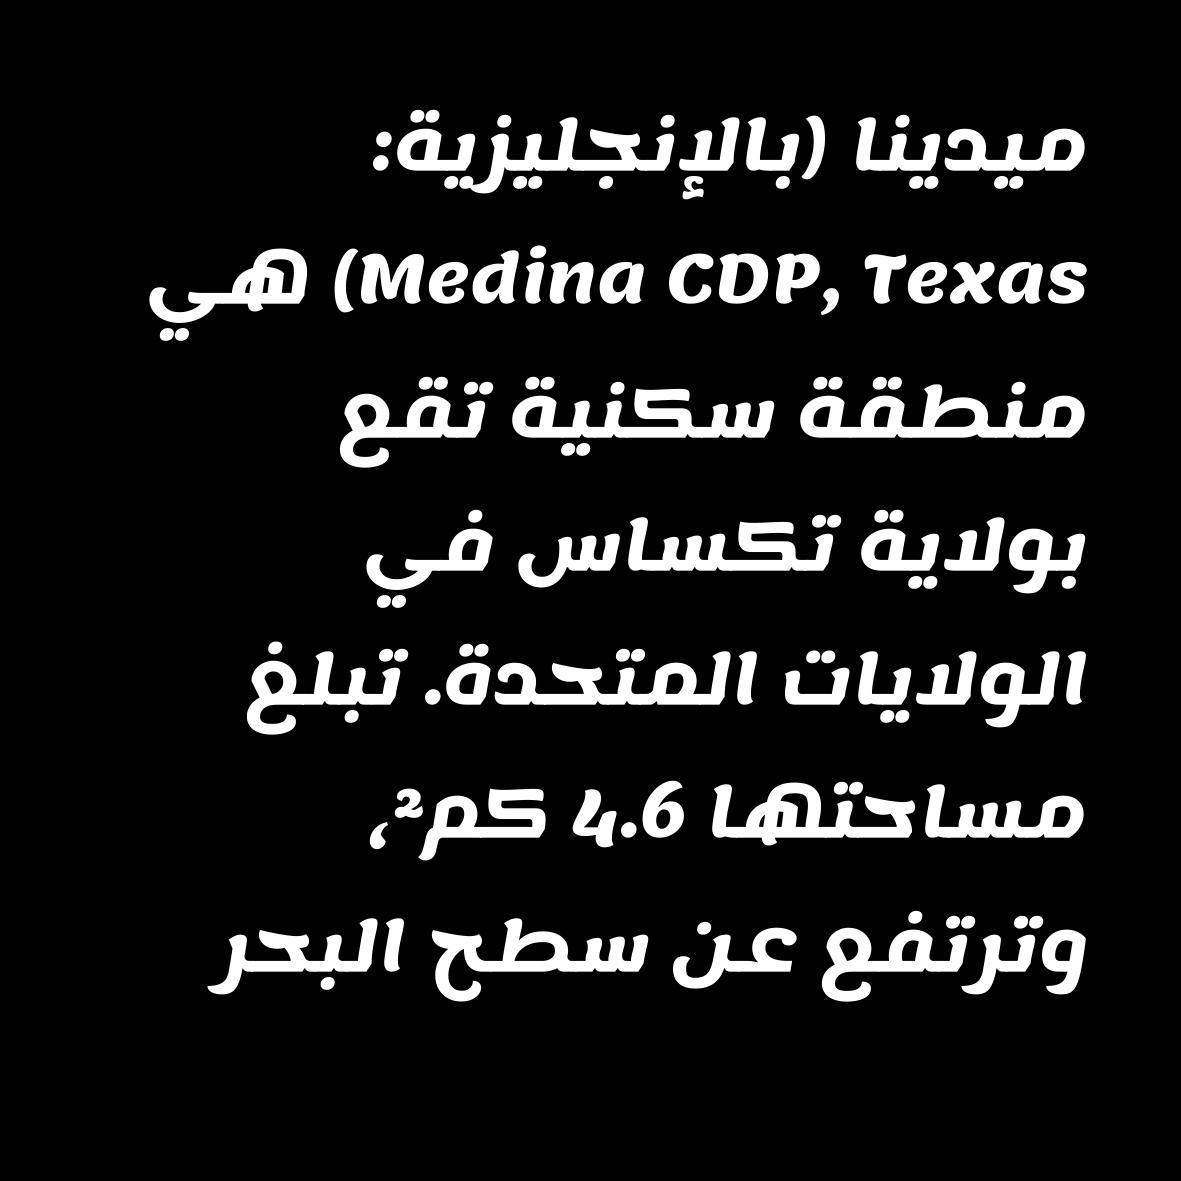 ميدينا (بالإنجليزية:
Medina CDP, Texas) هي
منطقة سكنية تقع
بولاية تكساس في
الولايات المتحدة. تبلغ
مساحتها 4.6 كم²،
وترتفع عن سطح البحر